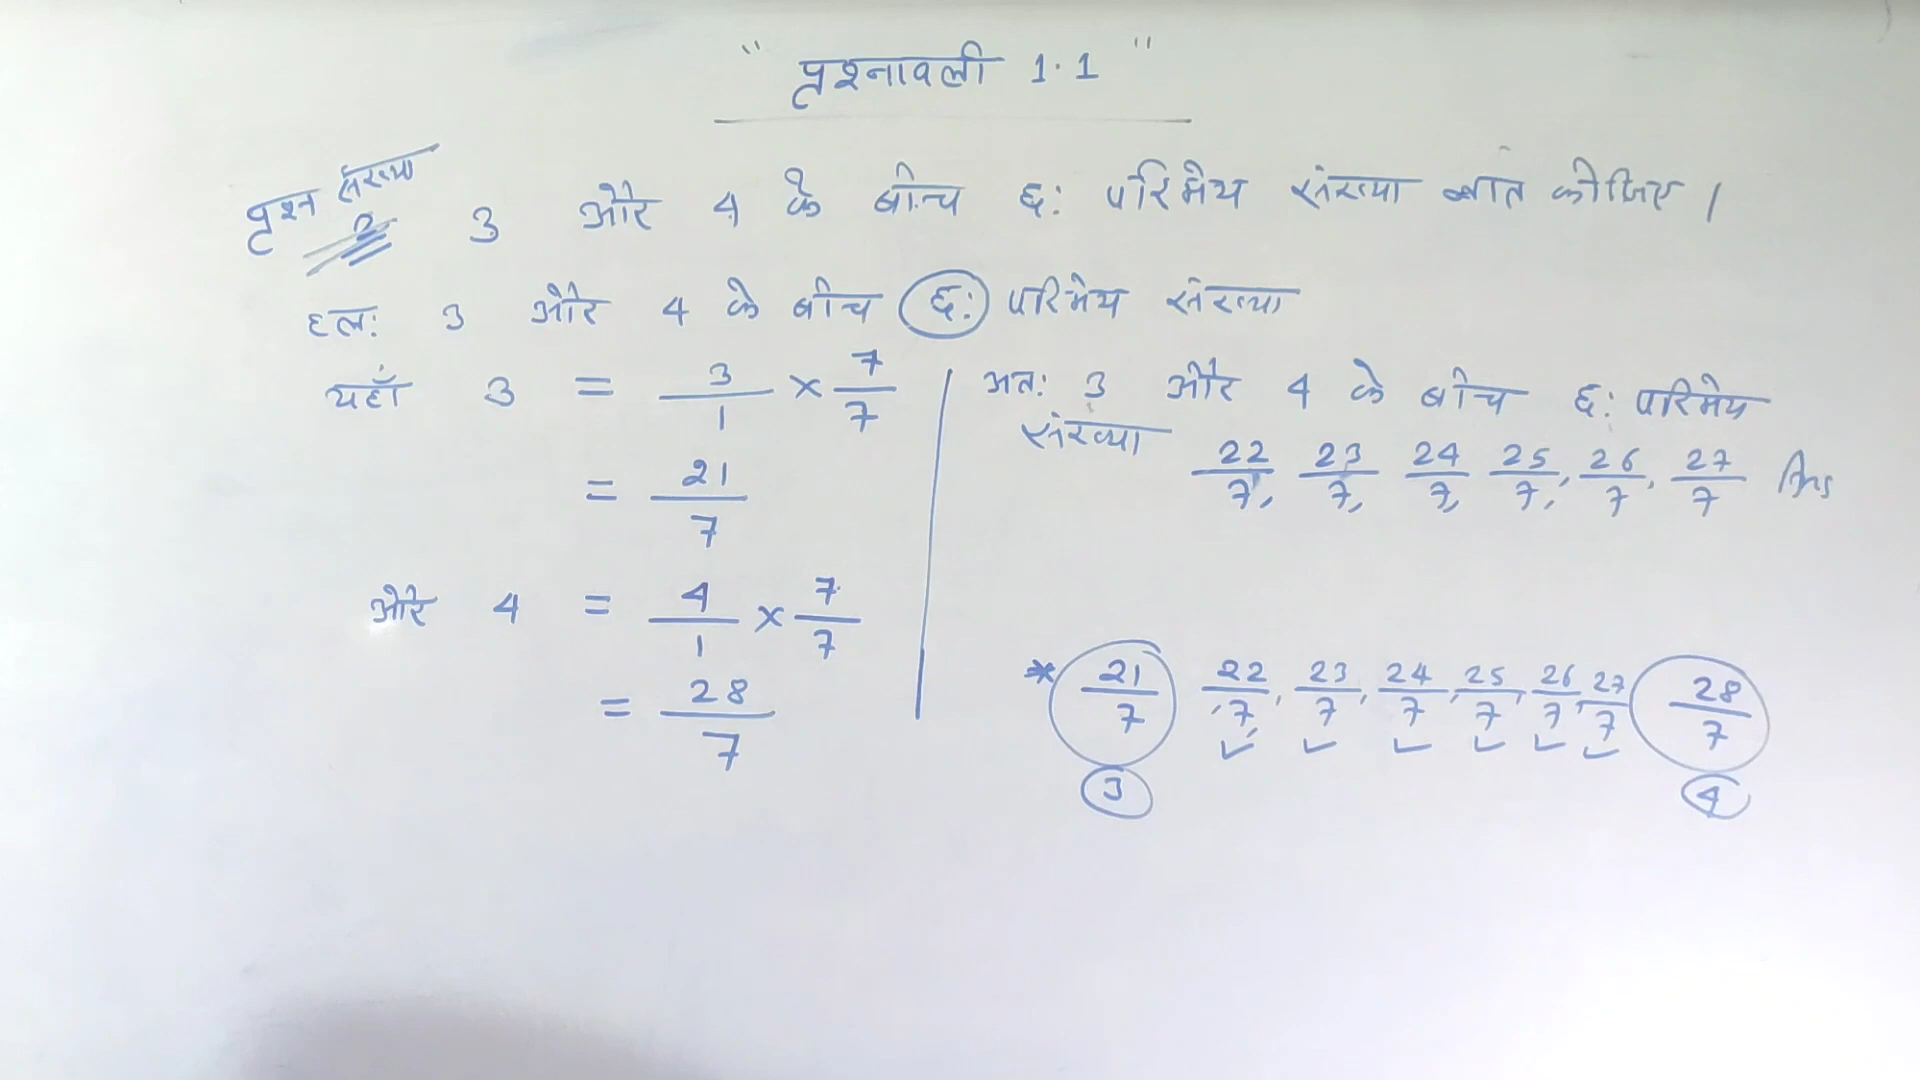 " प्रश्नावली 1.1 "
प्रश्न संख्या 2 3 और 4 के बीच छः परिमेय संख्या ज्ञात कीजिए।
हलः 3 और 4 के बीच छः परिमेय संख्या
यहाँ 3 = 3/1 × 7/7
= 21/7
और 4 = 4/1 × 7/7
= 28/7
अतः 3 और 4 के बीच छः परिमेय
संख्या 22/7, 23/7, 24/7, 25/7, 26/7, 27/7 Ans
* 21/7, 22/7, 23/7, 24/7, 25/7, 26/7, 27/7 28/7
3 4